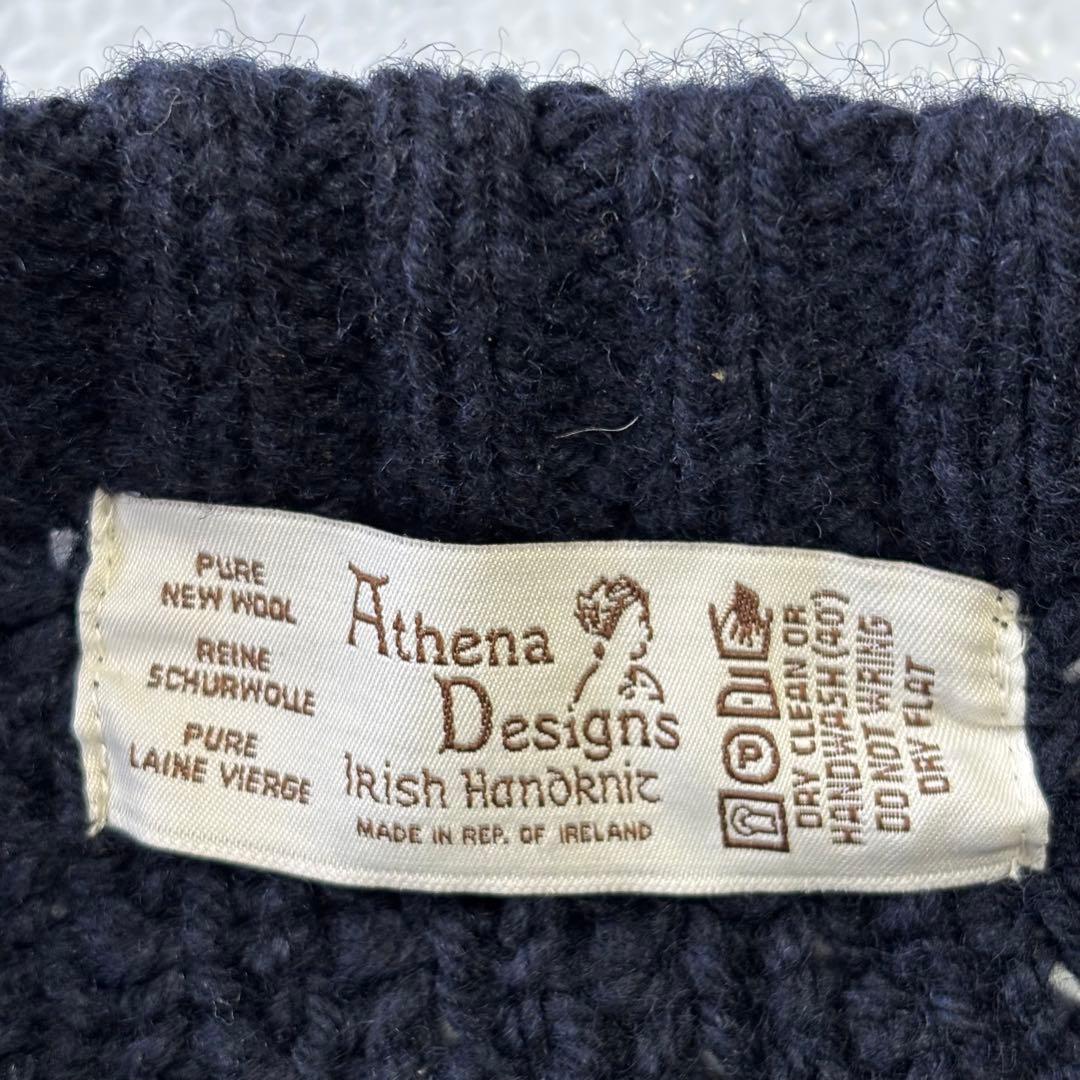 PURE
NEW WOOL
REINE
SCHURWOLLE
PURE
LAINE VIERGE
Athena
Designs
Irish Handknit
MADE IN REP. OF IRELAND
P
DRY CLEAN OR
HANDWASH (40°)
DO NOT WRING
DRY FLAT